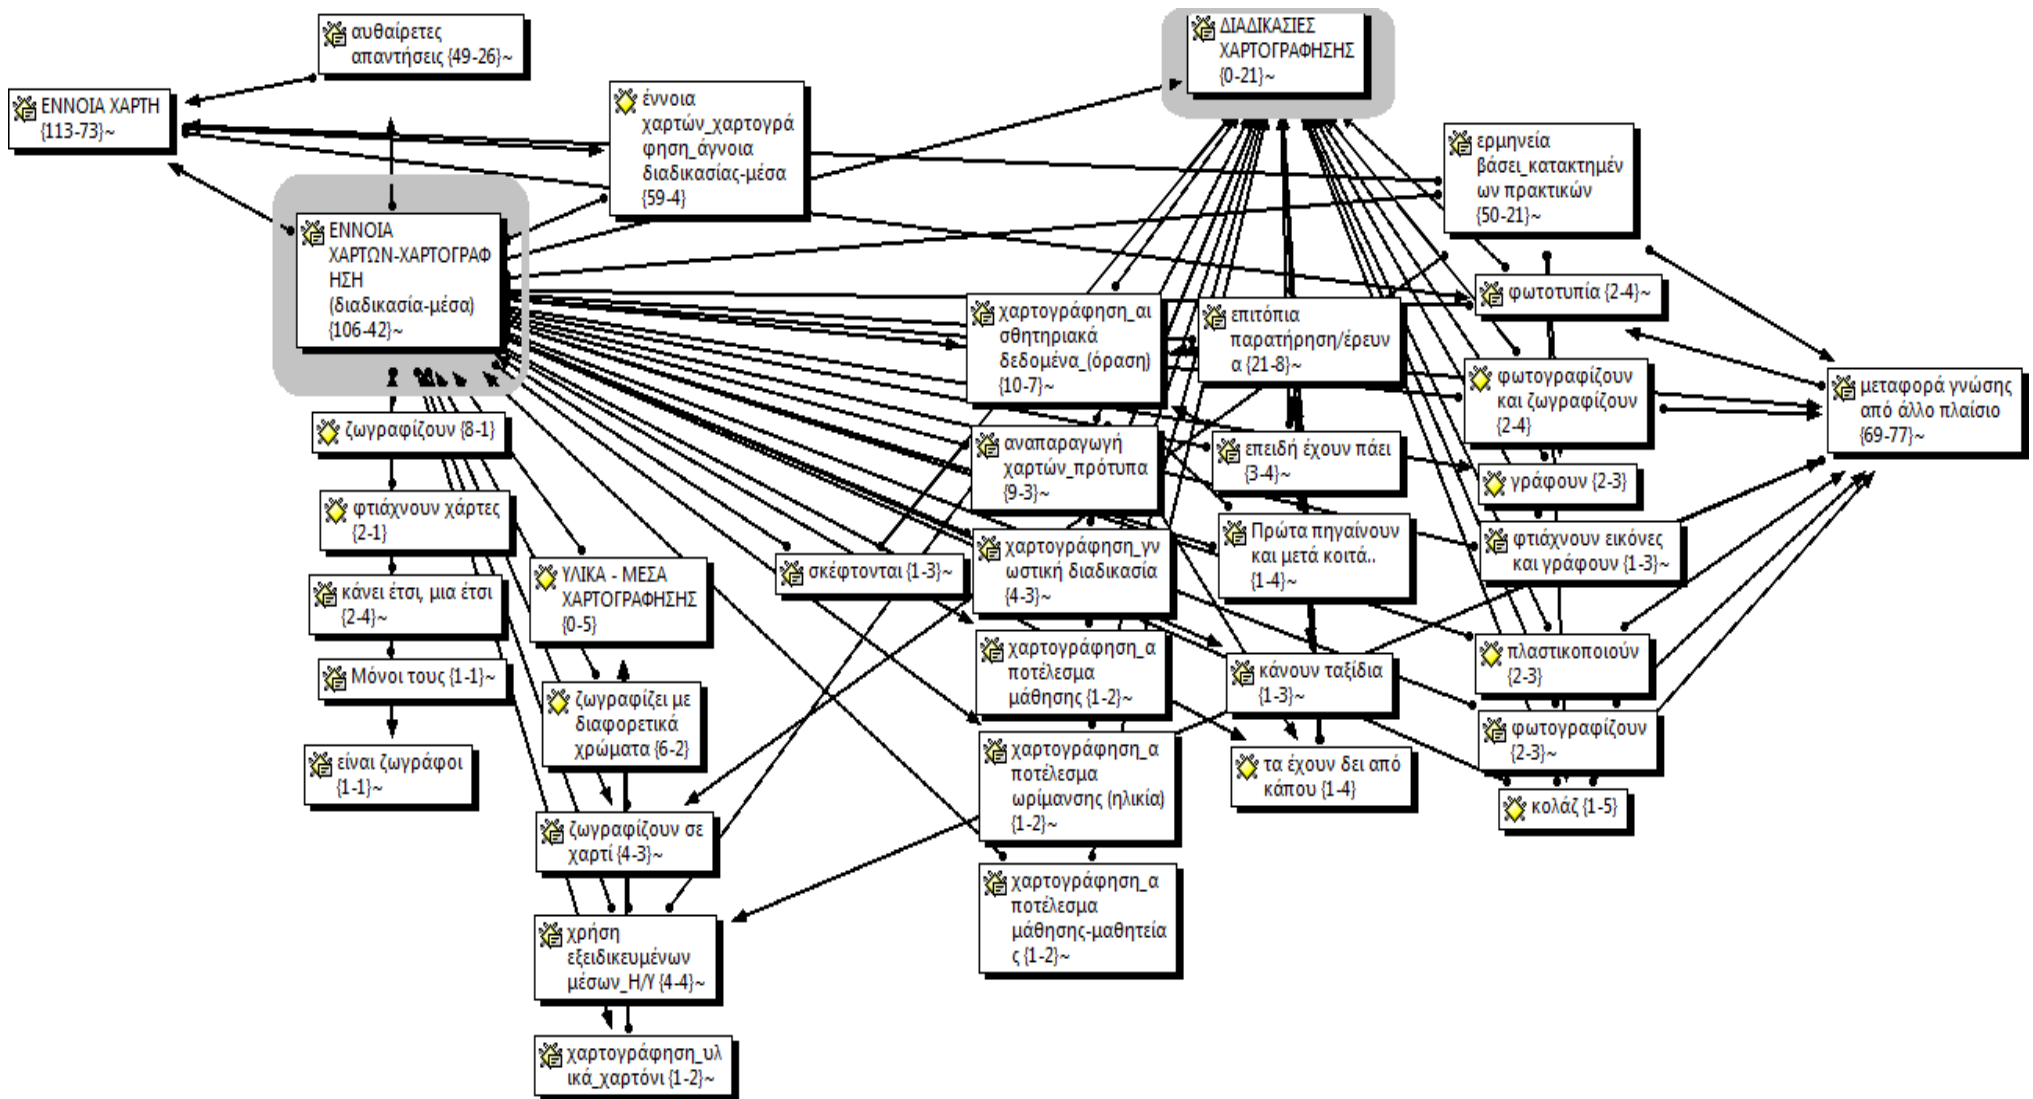 αυθαίρετες
απαντήσεις {49-26}~
ΔΙΑΔΙΚΑΣΙΕΣ
ΧΑΡΤΟΓΡΑΦΗΣΗΣ
{0-21}~
ΕΝΝΟΙΑ ΧΑΡΤΗ
{113-73}~
έννοια
χαρτών_χαρτογρά
φηση_άγνοια
διαδικασίας-μέσα
{59-4}
ερμηνεία
βάσει_κατακτημέν
ων πρακτικών
{50-21}~
ΕΝΝΟΙΑ
ΧΑΡΤΩΝ-ΧΑΡΤΟΓΡΑΦ
ΗΣΗ
(διαδικασία-μέσα)
{106-42}~
φωτοτυπία {2-4}~
χαρτογράφηση_αι
σθητηριακά
δεδομένα_(όραση)
{10-7}~
επιτόπια
παρατήρηση/έρευν
α {21-8}~
φωτογραφίζουν
και ζωγραφίζουν
{2-4}
μεταφορά γνώσης
από άλλο πλαίσιο
{69-77}~
ζωγραφίζουν {8-1}
αναπαραγωγή
χαρτών_πρότυπα
{9-3}~
επειδή έχουν πάει
{3-4}~
γράφουν {2-3}
φτιάχνουν χάρτες
{2-1}
Πρώτα πηγαίνουν
και μετά κοιτά..
{1-4}~
φτιάχνουν εικόνες
και γράφουν {1-3}~
χαρτογράφηση_γν
ωστική διαδικασία
{4-3}~
σκέφτονται {1-3}~
ΥΛΙΚΑ - ΜΕΣΑ
ΧΑΡΤΟΓΡΑΦΗΣΗΣ
{0-5}
κάνει έτσι, μια έτσι
{2-4}~
χαρτογράφηση_α
ποτέλεσμα
μάθησης {1-2}~
κάνουν ταξίδια
{1-3}~
πλαστικοποιούν
{2-3}
Μόνοι τους {1-1}~
ζωγραφίζει με
διαφορετικά
χρώματα {6-2}
φωτογραφίζουν
{2-3}~
είναι ζωγράφοι
{1-1}~
χαρτογράφηση_α
ποτέλεσμα
ωρίμανσης (ηλικία)
{1-2}~
τα έχουν δει από
κάπου {1-4}
κολάζ {1-5}
ζωγραφίζουν σε
χαρτί {4-3}~
χαρτογράφηση_α
ποτέλεσμα
μάθησης-μαθητεία
ς {1-2}~
χρήση
εξειδικευμένων
μέσων_Η/Υ {4-4}~
χαρτογράφηση_υλ
ικά_χαρτόνι {1-2}~